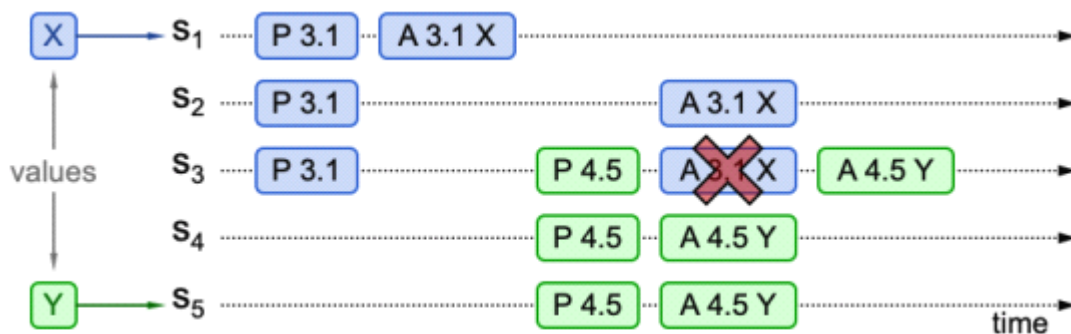 X S1 P 3.1 A 3.1 X
S2 P 3.1 A 3.1 X
values S3 P 3.1 P 4.5 A 3.1 X A 4.5 Y
S4 P 4.5 A 4.5 Y
Y S5 P 4.5 A 4.5 Y
time